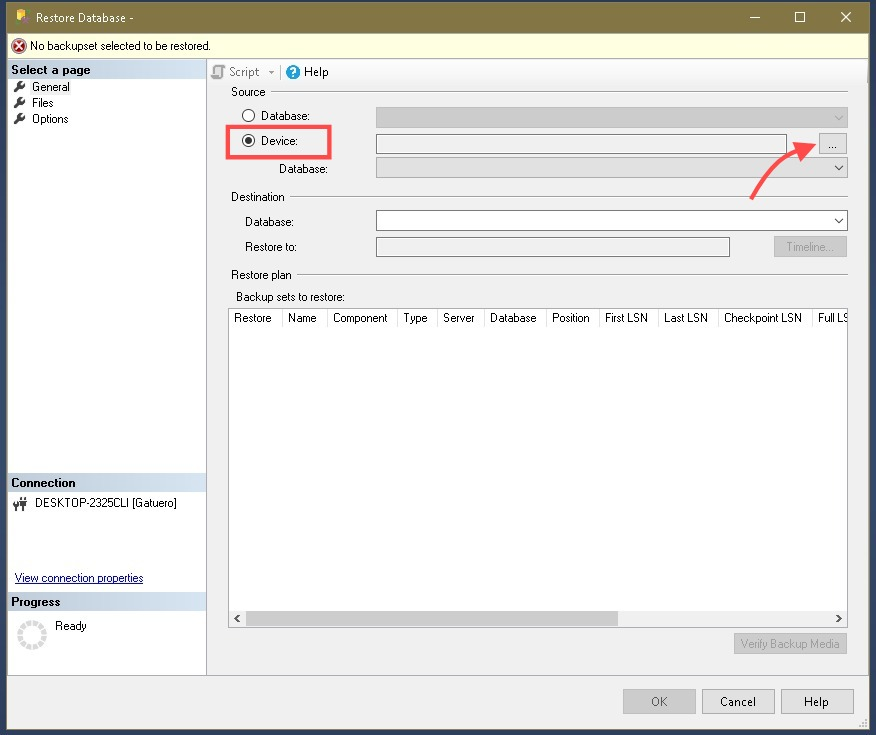 Restore Database -
No backupset selected to be restored.
Select a page
General
Files
Options
Script
Help
Source
Database:
Device:
...
Database:
Destination
Database:
Restore to:
Timeline...
Restore plan
Backup sets to restore:
Restore Name Component Type Server Database Position First LSN Last LSN Checkpoint LSN Full LS
Connection
DESKTOP-2325CLI [Gatuero]
View connection properties
Progress
Ready
Verify Backup Media
OK Cancel Help